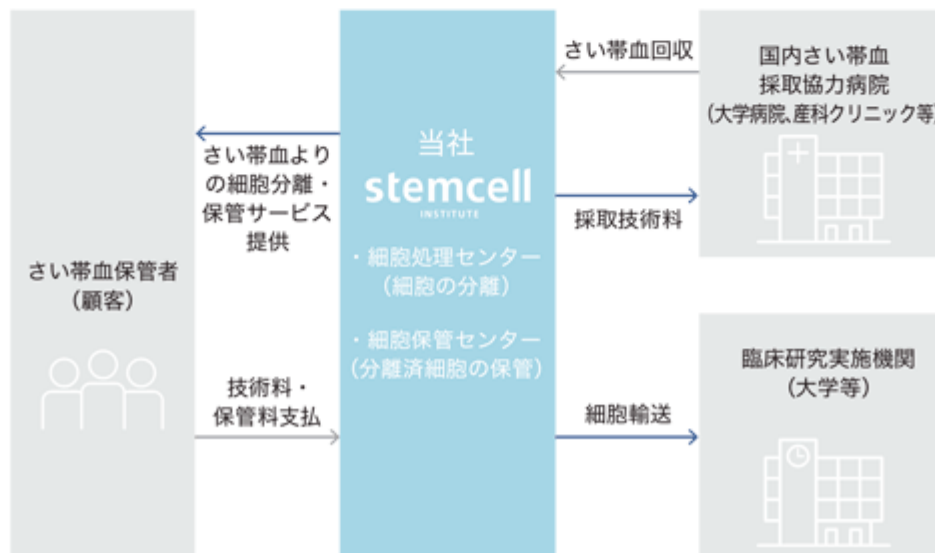 さい帯血保管者
（顧客）
さい帯血より
の細胞分離・
保管サービス
提供
技術料・
保管料支払
当社
stemcell
INSTITUTE
・細胞処理センター
（細胞の分離）
・細胞保管センター
（分離済細胞の保管）
さい帯血回収
採取技術料
細胞輸送
国内さい帯血
採取協力病院
（大学病院、産科クリニック等）
臨床研究実施機関
（大学等）